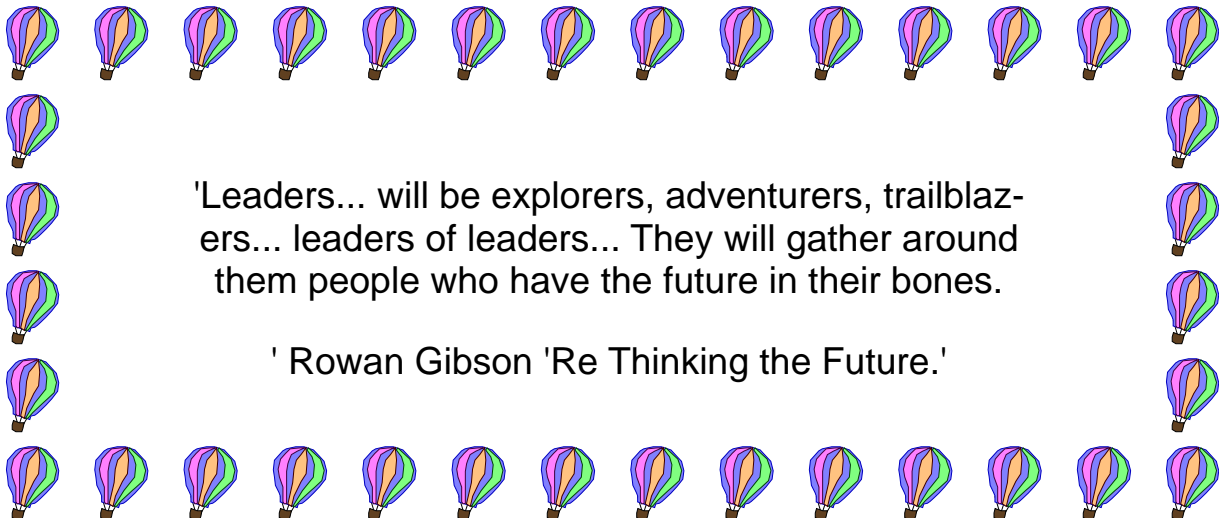 'Leaders... will be explorers, adventurers, trailblaz-
ers... leaders of leaders... They will gather around
them people who have the future in their bones.
' Rowan Gibson 'Re Thinking the Future.'